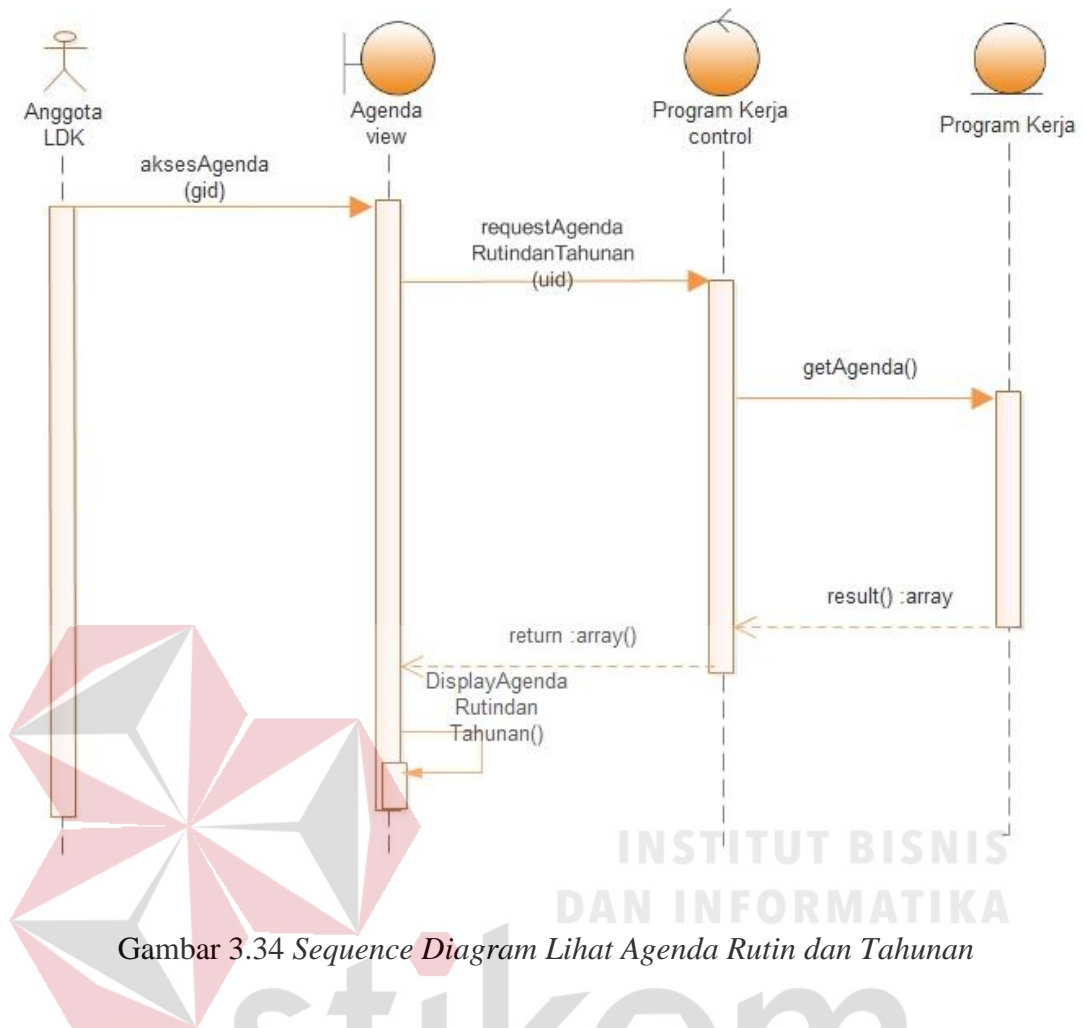 Anggota
LDK
Agenda
view
Program Kerja
control
Program Kerja
aksesAgenda
(gid)
requestAgenda
RutindanTahunan
(uid)
getAgenda()
result() :array
return :array()
DisplayAgenda
Rutindan
Tahunan()
INSTITUT BISNIS
DAN INFORMATIKA
Gambar 3.34 Sequence Diagram Lihat Agenda Rutin dan Tahunan
stikom